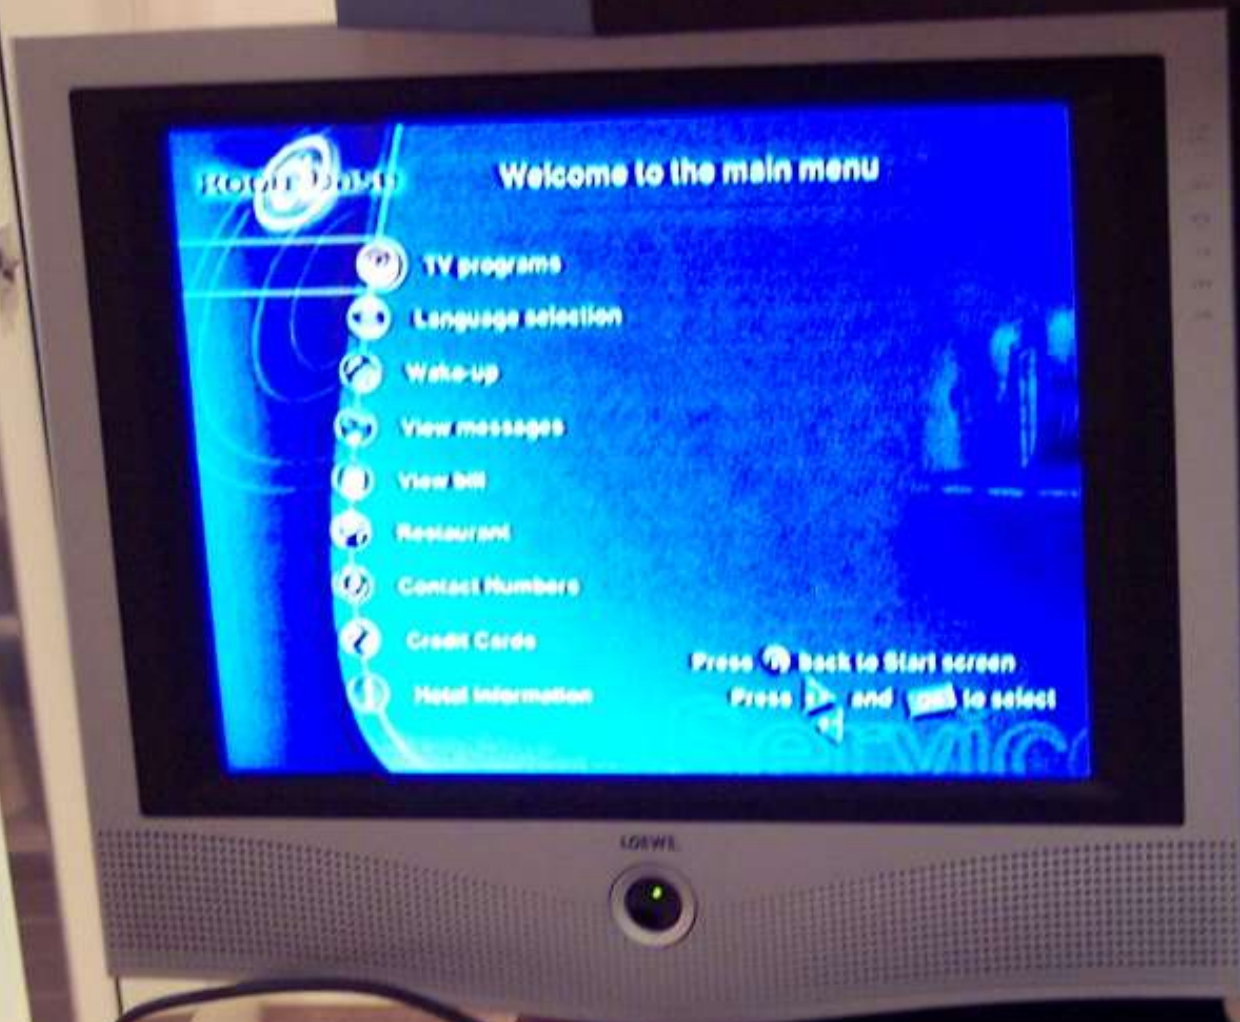 Welcome to the main menu
TV programs
Language selection
Wake-up
View messages
View bill
Restaurant
Contact Numbers
Credit Cards
Hotel Information
Press back to Start screen
Press and to select
Service
LOEWE.